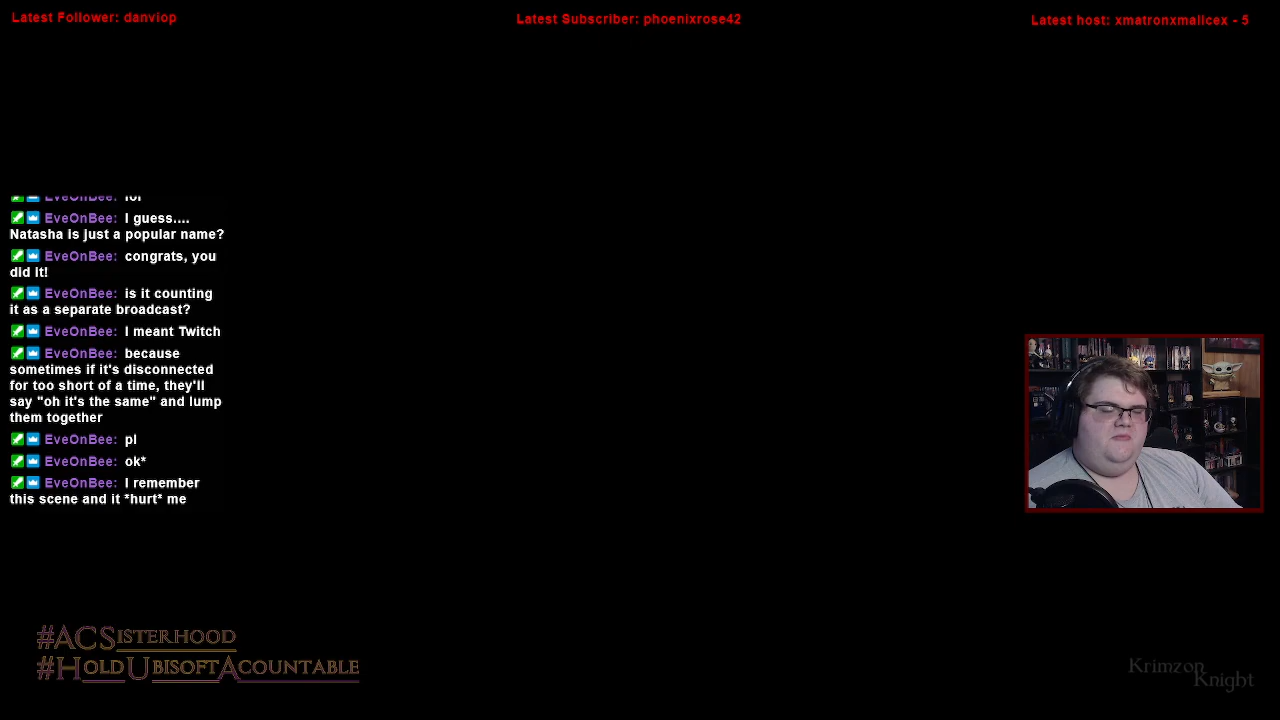 Latest Follower: danviop
Latest Subscriber: phoenixrose42
Latest host: xmatronxmalicex - 5
EveOnBee: lol
EveOnBee: I guess....
Natasha is just a popular name?
EveOnBee: congrats, you
did it!
EveOnBee: is it counting
it as a separate broadcast?
EveOnBee: I meant Twitch
EveOnBee: because
sometimes if it's disconnected
for too short of a time, they'll
say "oh it's the same" and lump
them together
EveOnBee: pl
EveOnBee: ok*
EveOnBee: I remember
this scene and it *hurt* me
#ACSisterhood
#HoldUbisoftAcountable
Krimzon
Knight